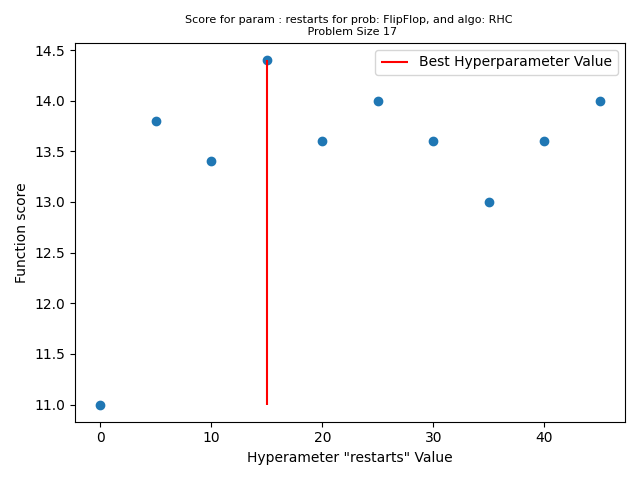 Score for param : restarts for prob: FlipFlop, and algo: RHC
Problem Size 17
Best Hyperparameter Value
14.5
14.0
13.5
13.0
12.5
12.0
11.5
11.0
Function score
0
10
20
30
40
Hyperameter "restarts" Value